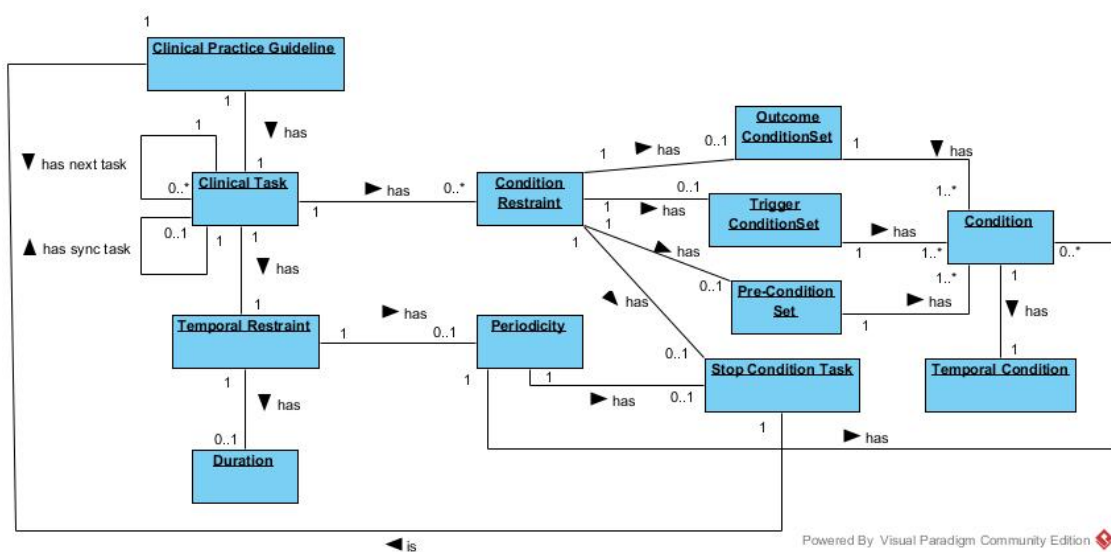 1
Clinical Practice Guideline
1
▼ has
1
▼ has next task
0..*
1
Clinical Task
1
▶ has
0..*
Condition
Restraint
1
▶ has
0..1
Outcome
ConditionSet
1
▼ has
1..*
1
▶ has
0..1
Trigger
ConditionSet
1
▶ has
1..*
Condition
0..*
▲ has sync task
0..1
1
1
▼ has
1
1
▶ has
0..1
Pre-Condition
Set
1
▶ has
1..*
1
▼ has
1
Temporal Condition
1
▶ has
0..1
Stop Condition Task
Temporal Restraint
1
▶ has
0..1
Periodicity
1
1
▶ has
0..1
1
▶ has
1
▼ has
0..1
Duration
◀ is
Powered By Visual Paradigm Community Edition